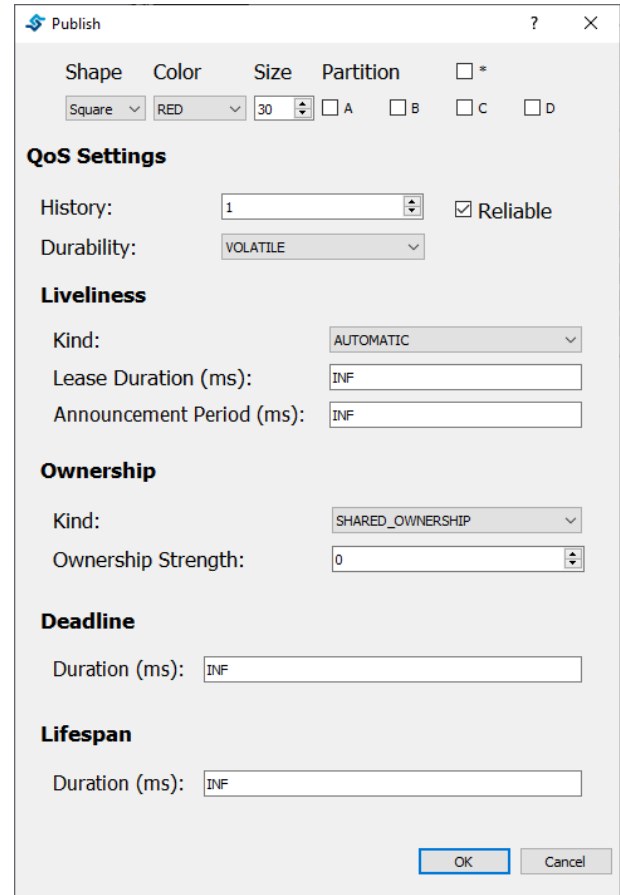 Publish ?
Shape Color Size Partition *
Square RED 30 A B C D
QoS Settings
History: 1 Reliable
Durability: VOLATILE
Liveliness
Kind: AUTOMATIC
Lease Duration (ms): INF
Announcement Period (ms): INF
Ownership
Kind: SHARED_OWNERSHIP
Ownership Strength: 0
Deadline
Duration (ms): INF
Lifespan
Duration (ms): INF
OK Cancel